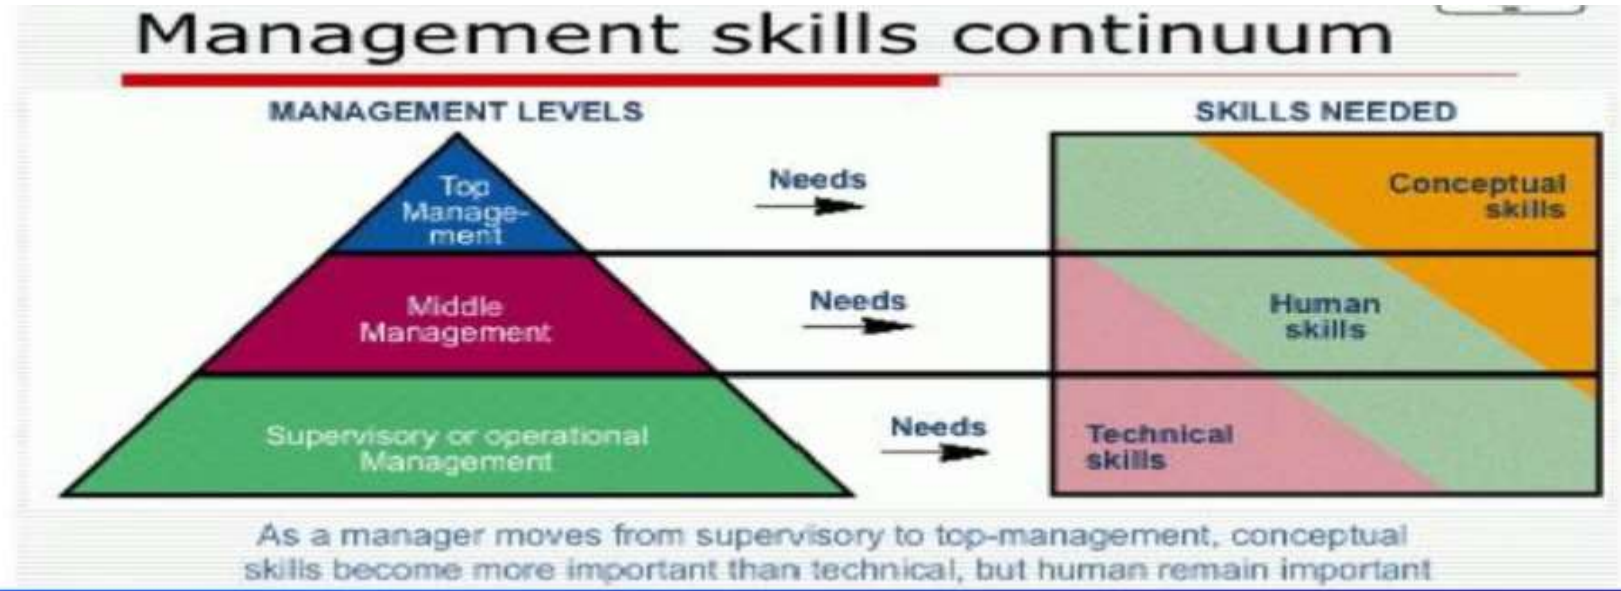 Management skills continuum
MANAGEMENT LEVELS
SKILLS NEEDED
Top
Manage-
ment
Needs
Conceptual
skills
Middle
Management
Needs
Human
skills
Supervisory or operational
Management
Needs
Technical
skills
As a manager moves from supervisory to top-management, conceptual
skills become more important than technical, but human remain important